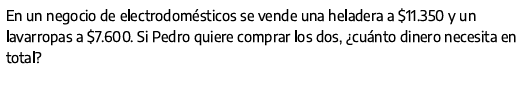 En un negocio de electrodomésticos se vende una heladera a $11.350 y un
lavarropas a $7.600. Si Pedro quiere comprar los dos, ¿cuánto dinero necesita en
total?